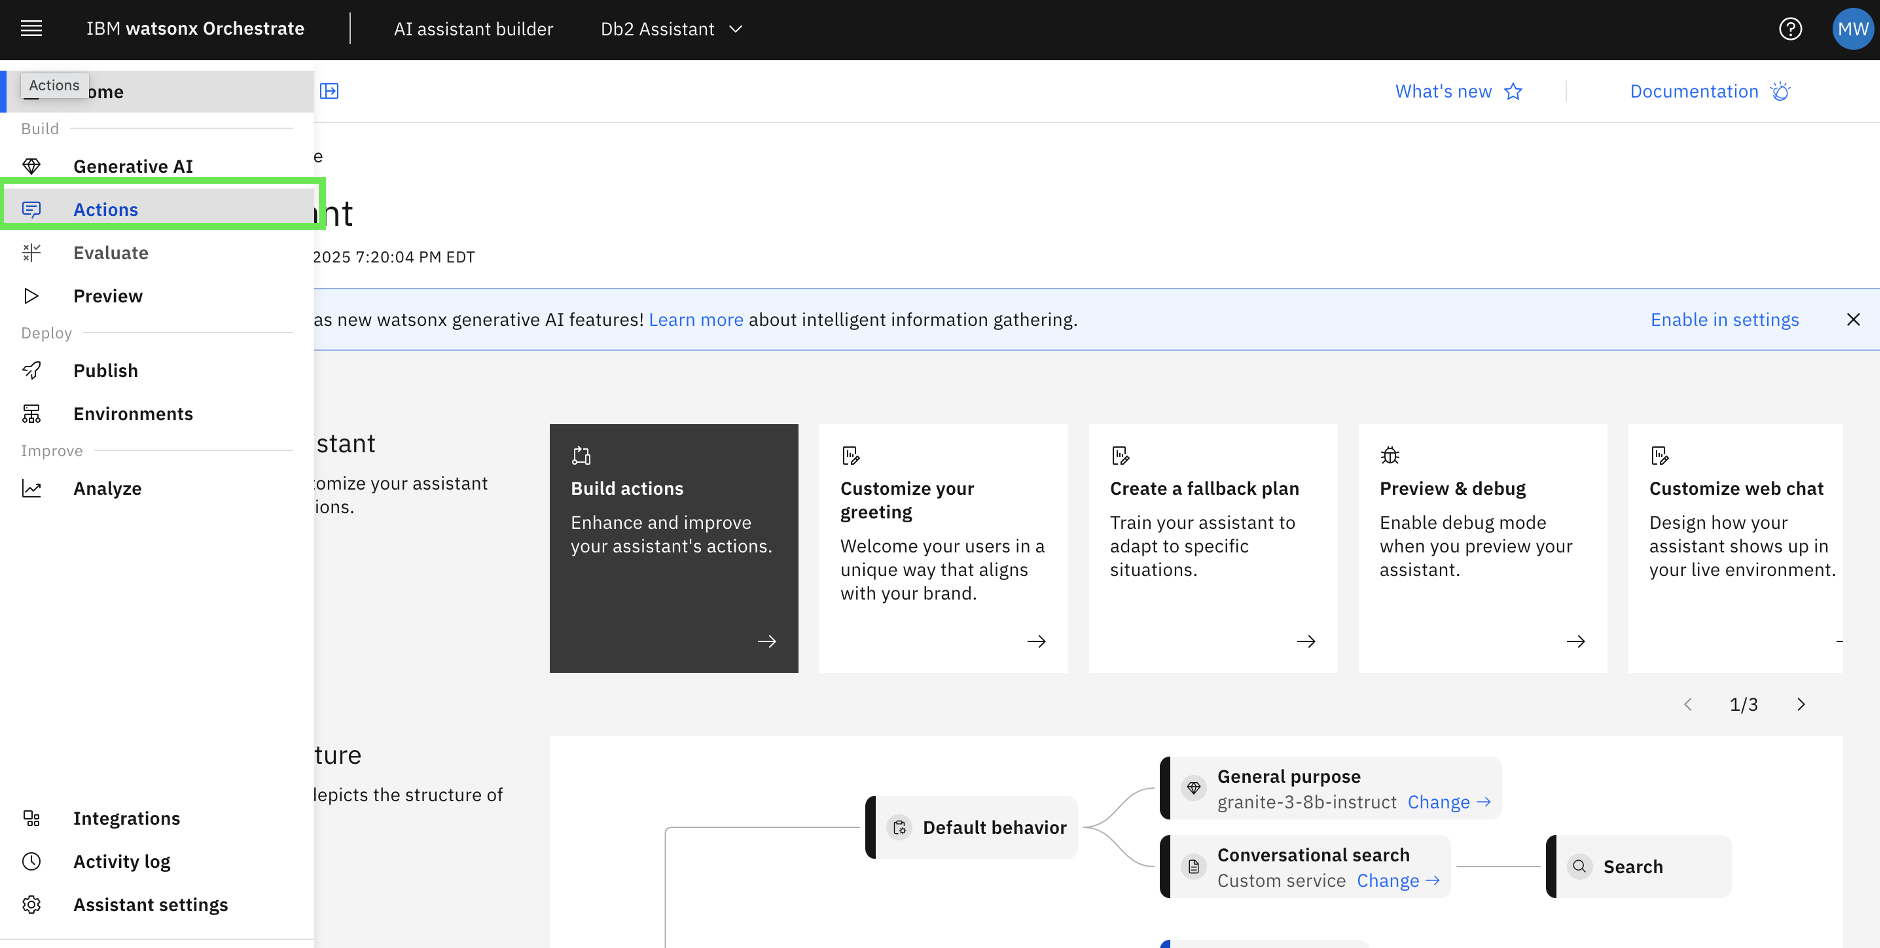 IBM watsonx Orchestrate
AI assistant builder
Db2 Assistant
MW
Actions
ome
What's new
Documentation
Build
Generative AI
Actions
Evaluate
Preview
Deploy
Publish
Environments
Improve
Analyze
Integrations
Activity log
Assistant settings
e
nt
2025 7:20:04 PM EDT
as new watsonx generative AI features! Learn more about intelligent information gathering.
Enable in settings
stant
omize your assistant
ions.
Build actions
Enhance and improve
your assistant's actions.
Customize your
greeting
Welcome your users in a
unique way that aligns
with your brand.
Create a fallback plan
Train your assistant to
adapt to specific
situations.
Preview & debug
Enable debug mode
when you preview your
assistant.
Customize web chat
Design how your
assistant shows up in
your live environment.
1/3
ture
depicts the structure of
Default behavior
General purpose
granite-3-8b-instruct Change →
Conversational search
Custom service Change →
Search